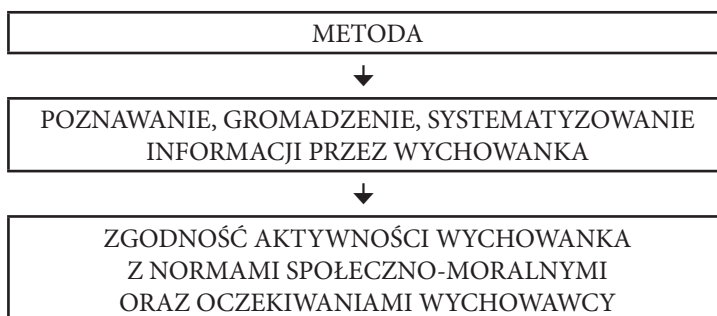 METODA
POZNAWANIE, GROMADZENIE, SYSTEMATYZOWANIE
INFORMACJI PRZEZ WYCHOWANKA
ZGODNOŚĆ AKTYWNOŚCI WYCHOWANKA
Z NORMAMI SPOŁECZNO-MORALNYMI
ORAZ OCZEKIWANIAMI WYCHOWAWCY